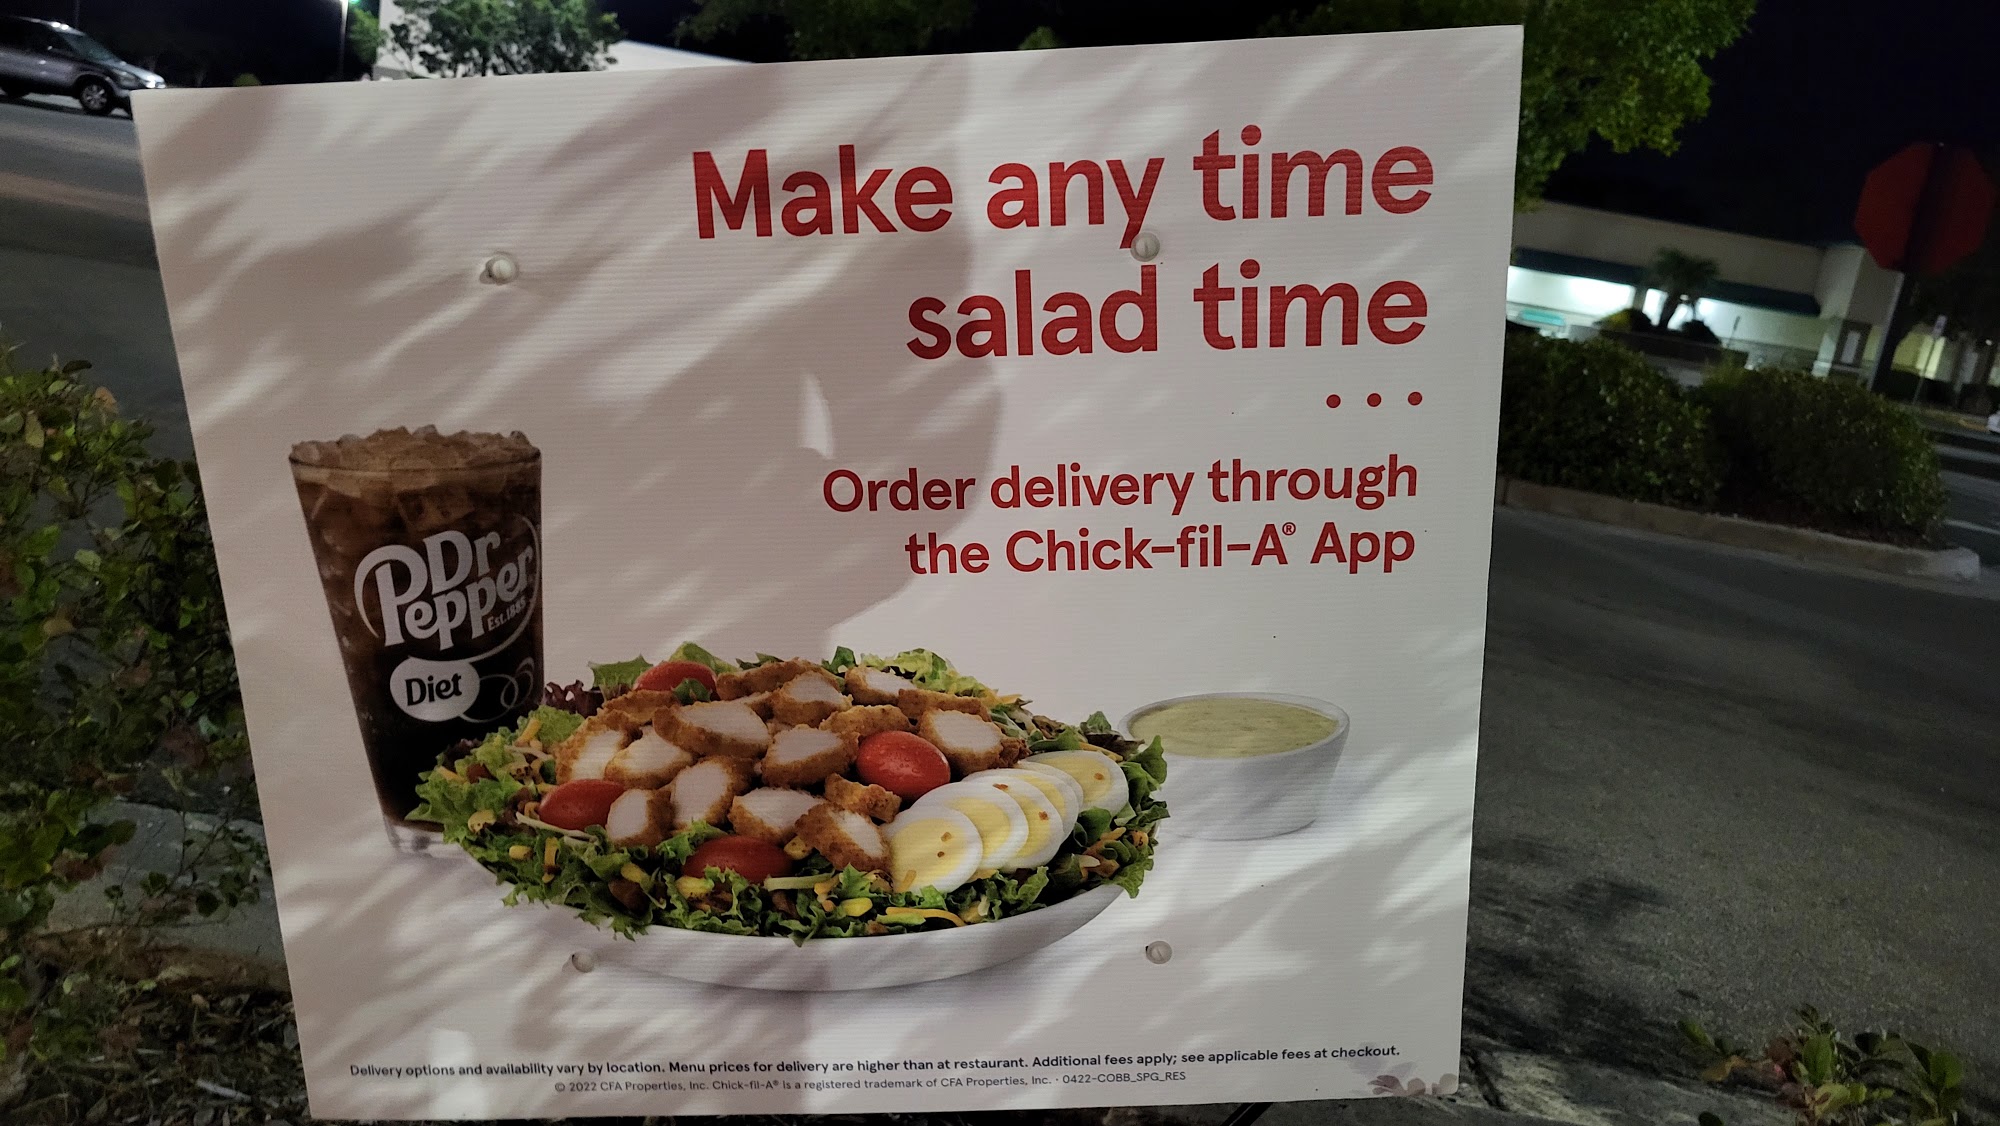 Make any time
salad time
...
Order delivery through
the Chick-fil-A® App
Dr
Pepper
Est. 1885
Diet
Delivery options and availability vary by location. Menu prices for delivery are higher than at restaurant. Additional fees apply; see applicable fees at checkout.
© 2022 CFA Properties, Inc. Chick-fil-A® is a registered trademark of CFA Properties, Inc. · 0422-COBB_SPG_RES